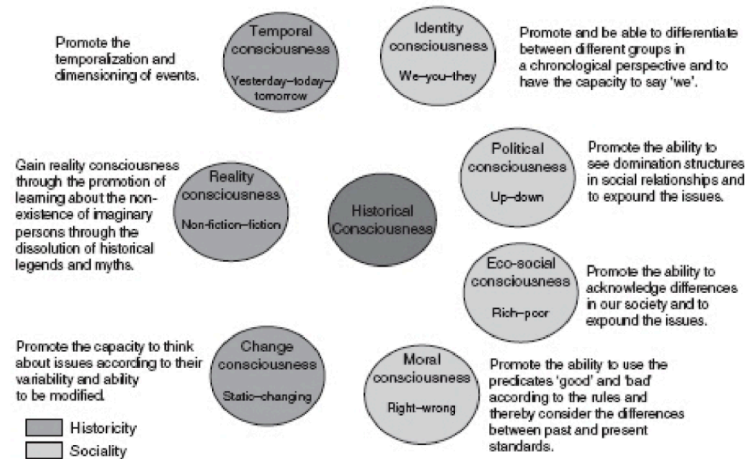 Promote the
temporalization and
dimensioning of events.
Temporal
consciousness
Yesterday–today–
tomorrow
Identity
consciousness
We–you–they
Promote and be able to differentiate
between different groups in
a chronological perspective and to
have the capacity to say 'we'.
Gain reality consciousness
through the promotion of
learning about the non-
existence of imaginary
persons through the
dissolution of historical
legends and myths.
Reality
consciousness
Non-fiction–fiction
Historical
Consciousness
Political
consciousness
Up–down
Promote the ability to
see domination structures
in social relationships and
to expound the issues.
Eco-social
consciousness
Rich–poor
Promote the ability to
acknowledge differences
in our society and to
expound the issues.
Promote the capacity to think
about issues according to their
variability and ability
to be modified.
Change
consciousness
Static–changing
Moral
consciousness
Right–wrong
Promote the ability to use the
predicates 'good' and 'bad'
according to the rules and
thereby consider the differences
between past and present
standards.
Historicity
Sociality